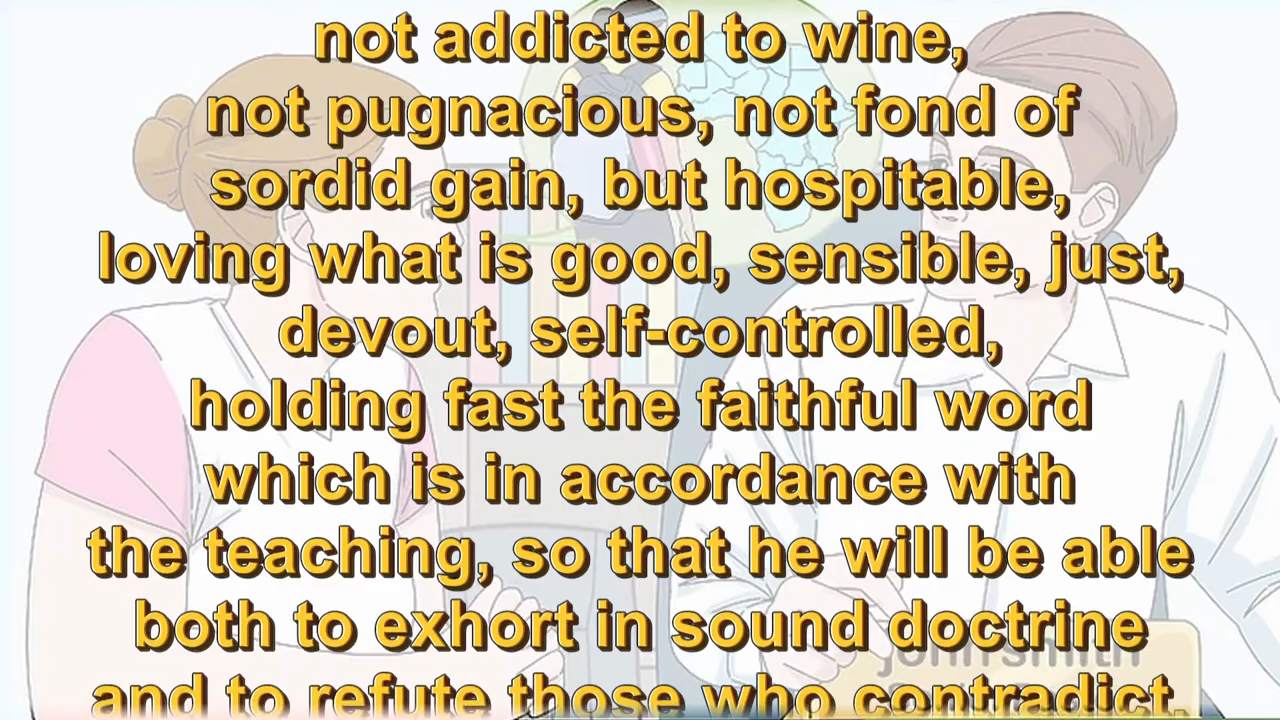 not addicted to wine,
not pugnacious, not fond of
sordid gain, but hospitable,
loving what is good, sensible, just,
devout, self-controlled,
holding fast the faithful word
which is in accordance with
the teaching, so that he will be able
both to exhort in sound doctrine
and to refute those who contradict.
john smith